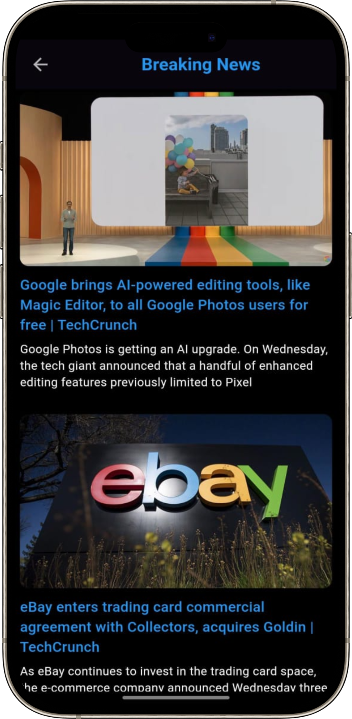 Breaking News
Google brings AI-powered editing tools, like
Magic Editor, to all Google Photos users for
free | TechCrunch
Google Photos is getting an AI upgrade. On Wednesday,
the tech giant announced that a handful of enhanced
editing features previously limited to Pixel
ebay
eBay enters trading card commercial
agreement with Collectors, acquires Goldin |
TechCrunch
As eBay continues to invest in the trading card space,
the e-commerce company announced Wednesday three